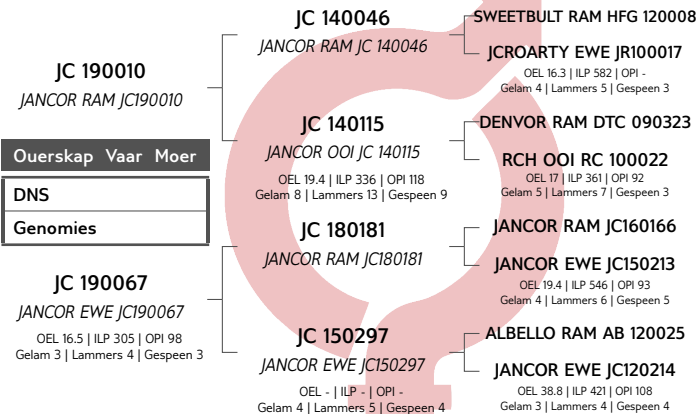 JC 190010
JANCOR RAM JC190010
Ouerskap Vaar Moer
DNS
Genomies
JC 190067
JANCOR EWE JC190067
OEL 16.5 | ILP 305 | OPI 98
Gelam 3 | Lammers 4 | Gespeen 3
JC 140046
JANCOR RAM JC 140046
JC 140115
JANCOR OOI JC 140115
OEL 19.4 | ILP 336 | OPI 118
Gelam 8 | Lammers 13 | Gespeen 9
JC 180181
JANCOR RAM JC180181
JC 150297
JANCOR EWE JC150297
OEL - | ILP - | OPI -
Gelam 4 | Lammers 5 | Gespeen 4
SWEETBULT RAM HFG 120008
JCROARTY EWE JR100017
OEL 16.3 | ILP 582 | OPI -
Gelam 4 | Lammers 5 | Gespeen 3
DENVOR RAM DTC 090323
RCH OOI RC 100022
OEL 17 | ILP 361 | OPI 92
Gelam 5 | Lammers 7 | Gespeen 3
JANCOR RAM JC160166
JANCOR EWE JC150213
OEL 19.4 | ILP 546 | OPI 93
Gelam 4 | Lammers 6 | Gespeen 5
ALBELLO RAM AB 120025
JANCOR EWE JC120214
OEL 38.8 | ILP 421 | OPI 108
Gelam 3 | Lammers 4 | Gespeen 4